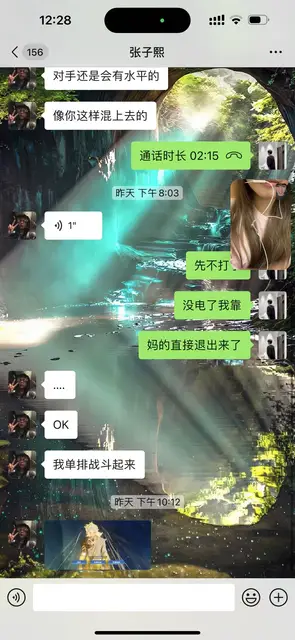 12:28
156
张子熙
对手还是会有水平的
像你这样混上去的
通话时长 02:15
昨天 下午8:03
1"
先不打
没电了我靠
妈的直接退出来了
....
OK
我单排战斗起来
昨天 下午10:12